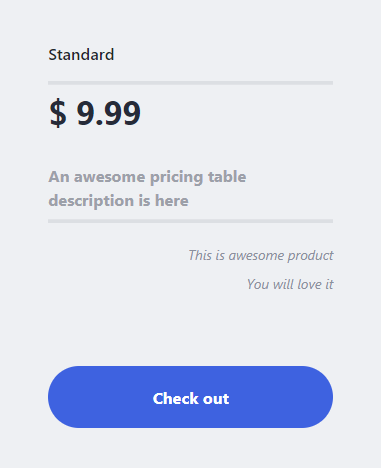 Standard
$ 9.99
An awesome pricing table
description is here
This is awesome product
You will love it
Check out